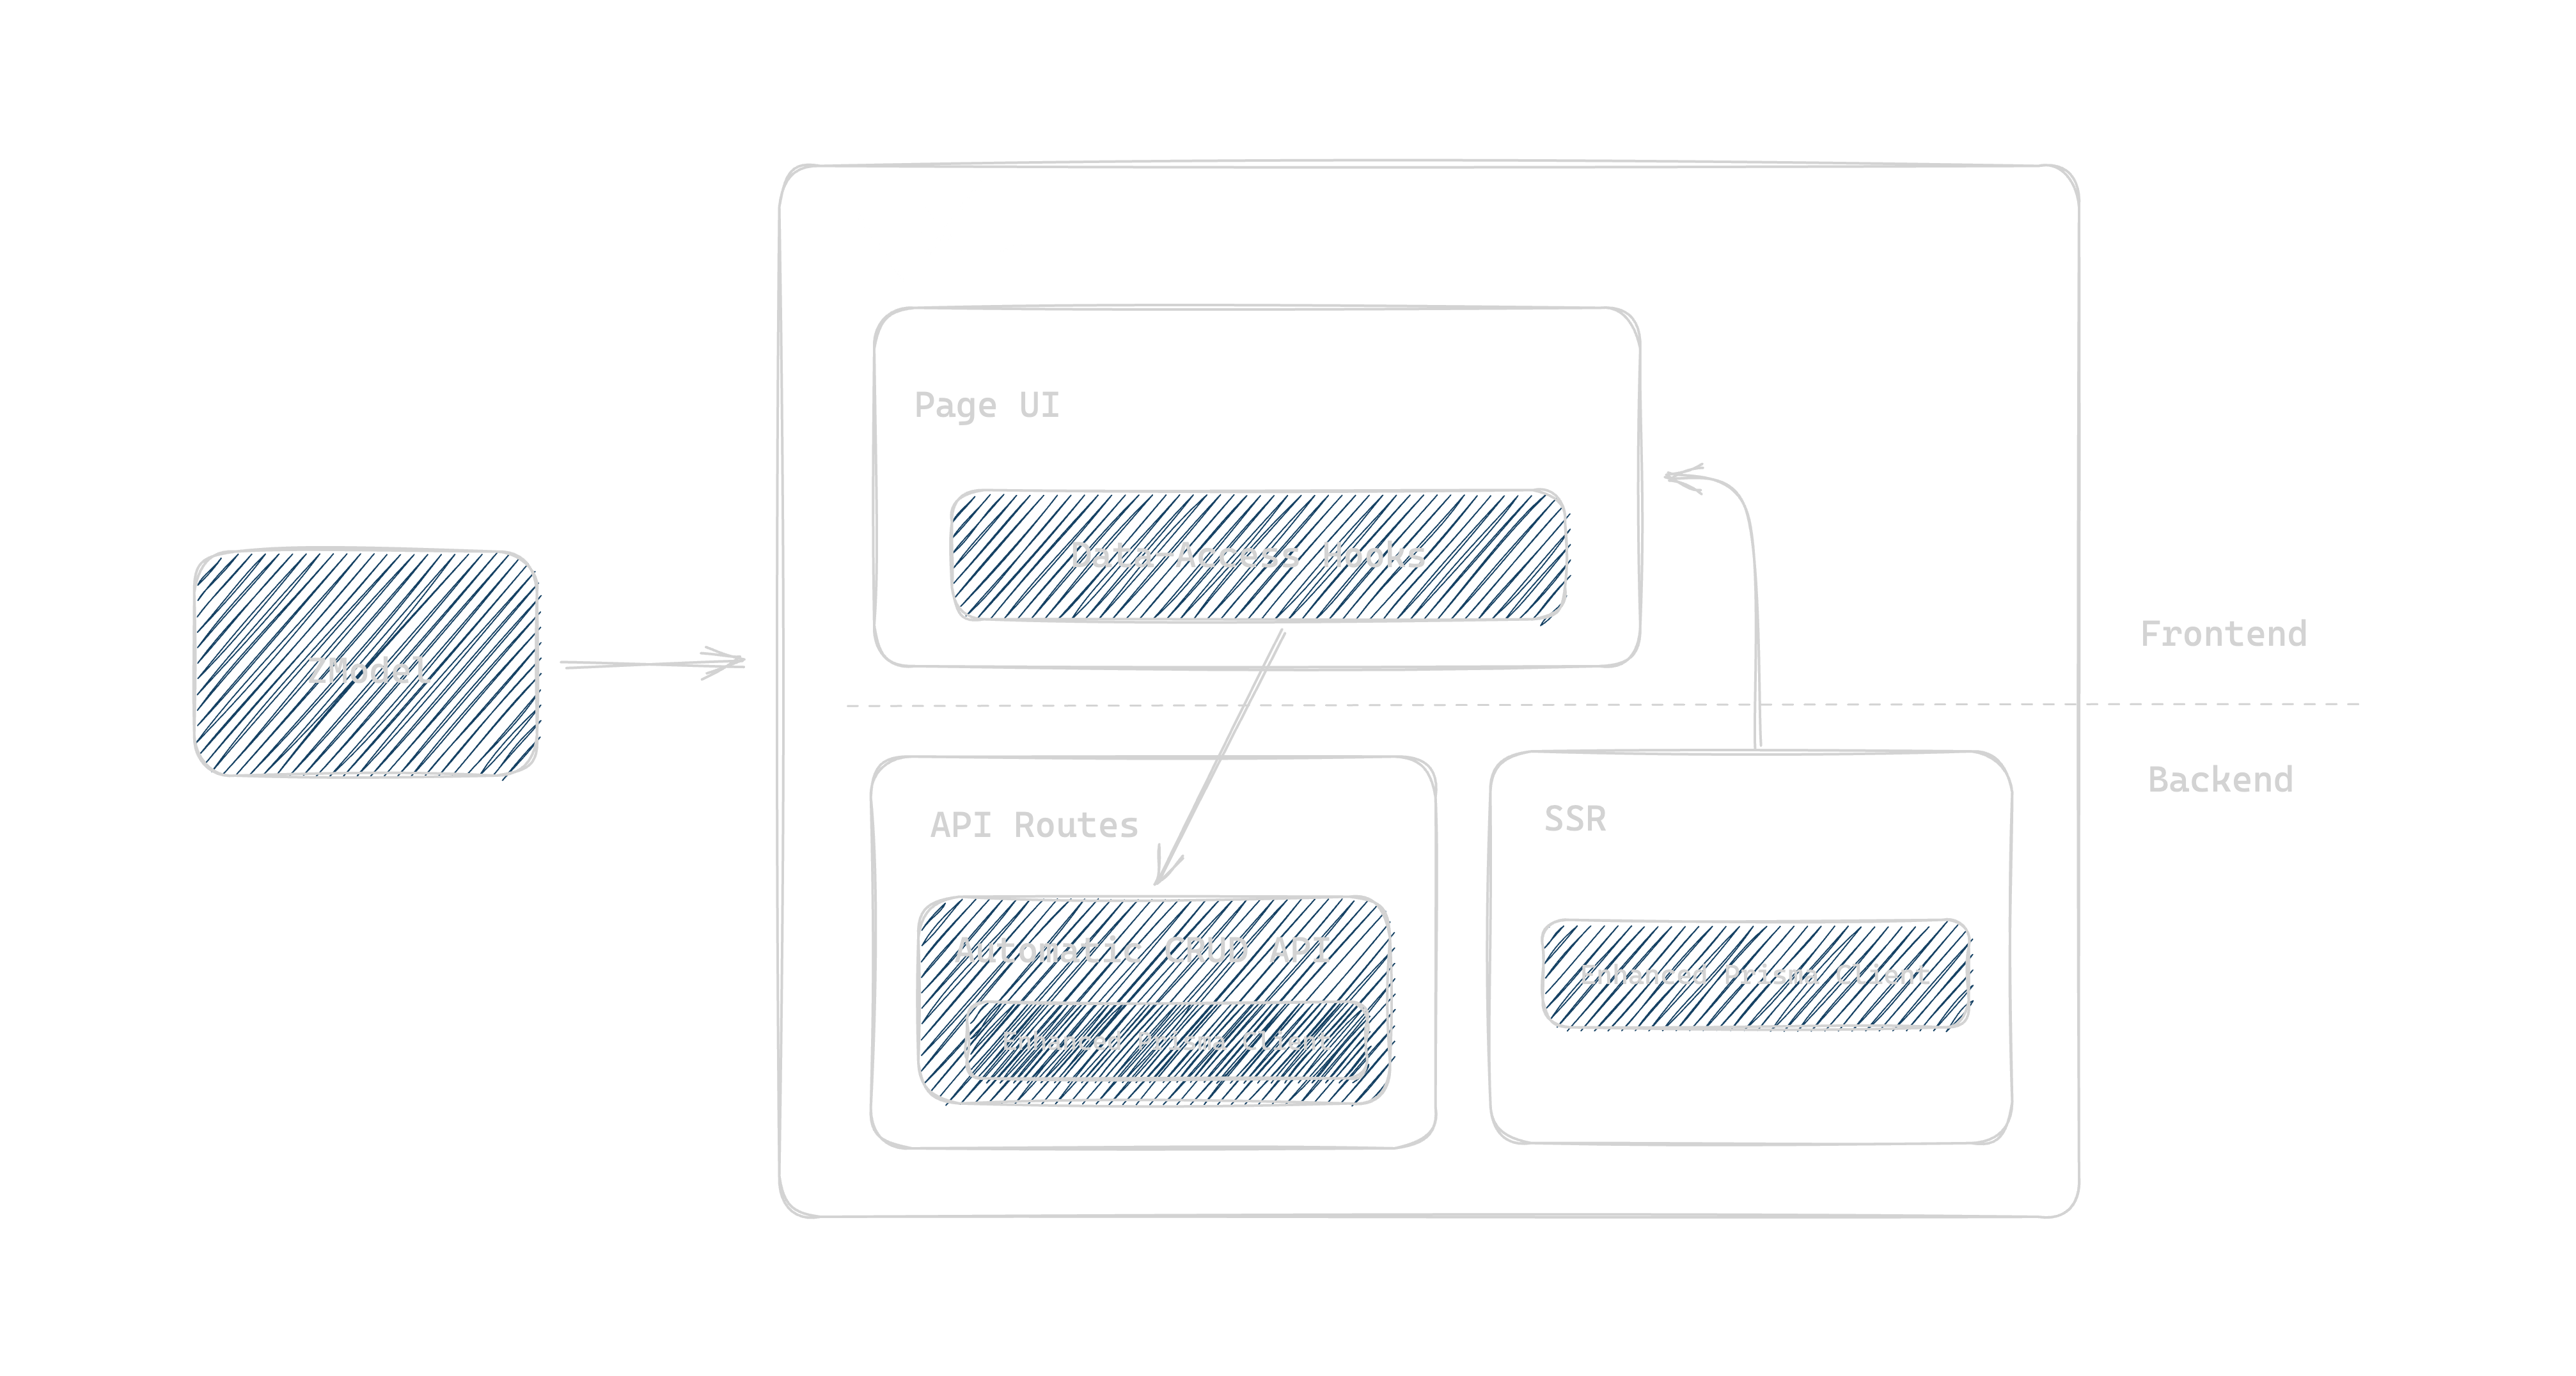 Page UI
Data-Access Hooks
ZModel
Frontend
Backend
API Routes
SSR
Automatic CRUD API
Enhanced Prisma Client
Enhanced Prisma Client